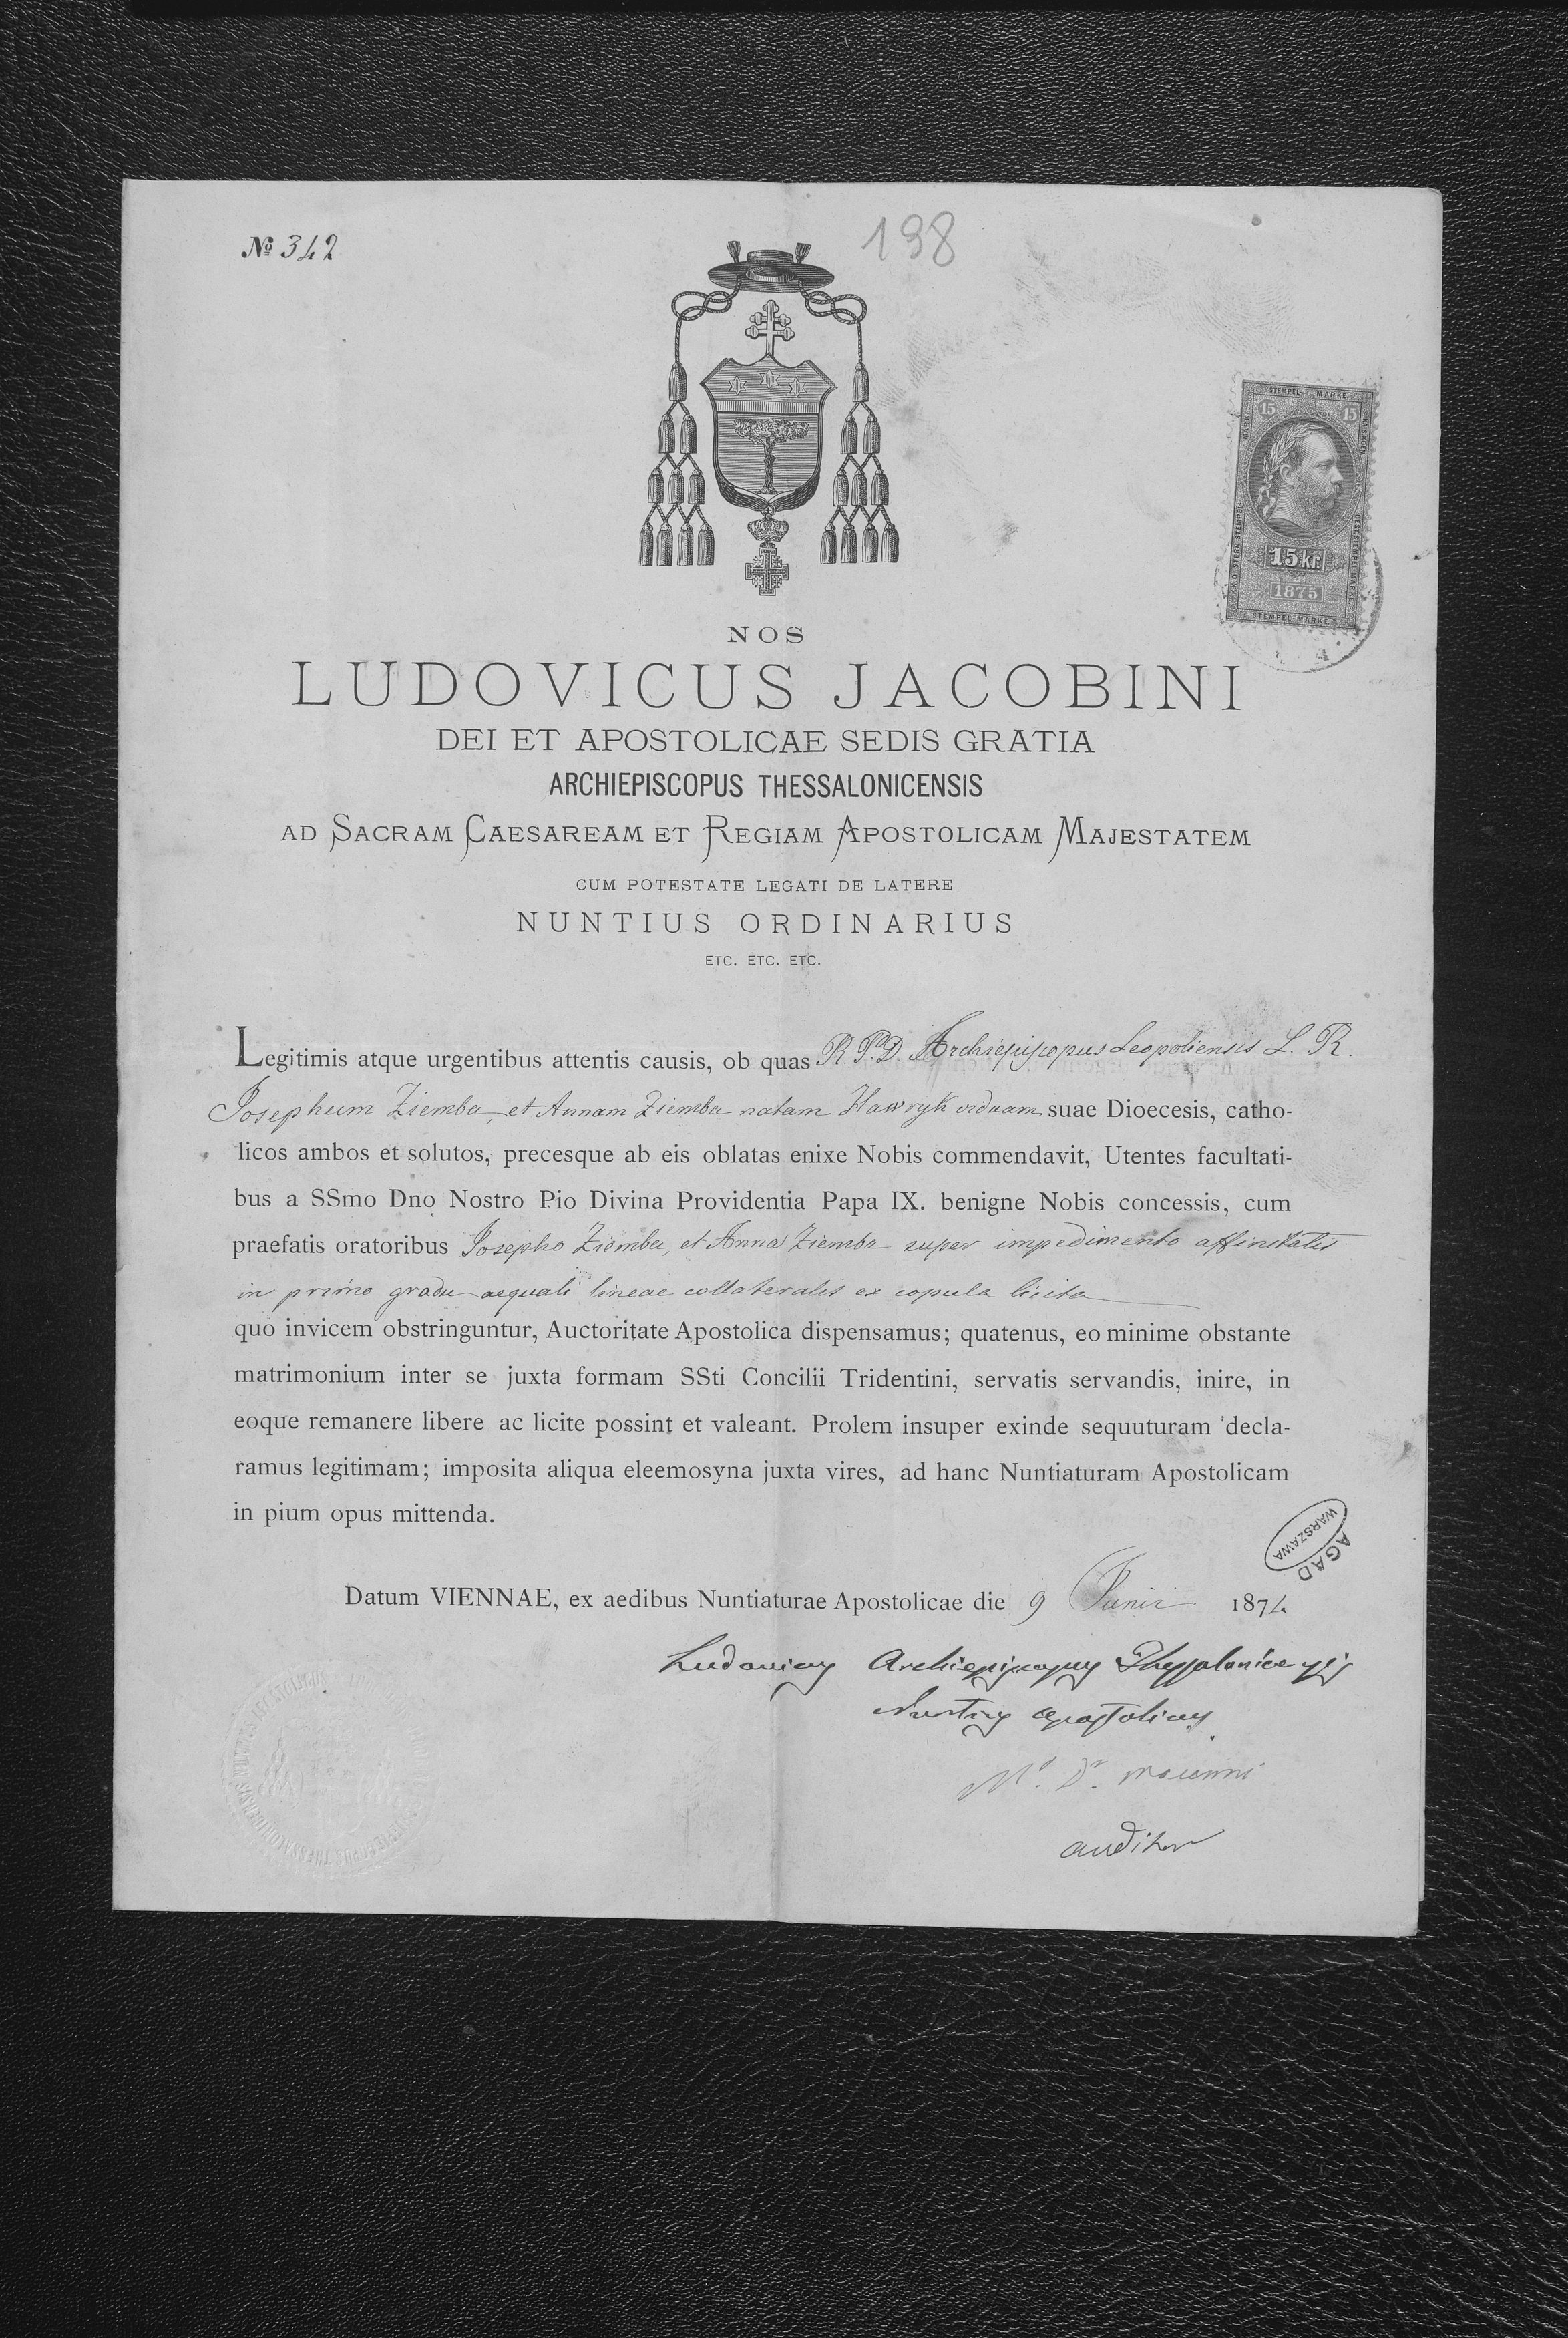 № 342
198
STEMPEL MARKE
15 15
15 kr.
1875
STEMPEL-MARKE
NOS
LUDOVICUS JACOBINI
DEI ET APOSTOLICAE SEDIS GRATIA
ARCHIEPISCOPUS THESSALONICENSIS
AD SACRAM CAESAREAM ET REGIAM APOSTOLICAM MAJESTATEM
CUM POTESTATE LEGATI DE LATERE
NUNTIUS ORDINARIUS
ETC. ETC. ETC.
Legitimis atque urgentibus attentis causis, ob quas R. P. D. Archiepiscopus Leopoliensis L. R.
Josephum Ziemba, et Annam Ziemba natam Hawryk viduam suae Dioecesis, catho-
licos ambos et solutos, precesque ab eis oblatas enixe Nobis commendavit, Utentes facultati-
bus a SSmo Dno Nostro Pio Divina Providentia Papa IX. benigne Nobis concessis, cum
praefatis oratoribus Josepho Ziemba, et Anna Ziemba super impedimento affinitatis
in primo gradu aequali lineae collateralis ex copula licita
quo invicem obstringuntur, Auctoritate Apostolica dispensamus; quatenus, eo minime obstante
matrimonium inter se juxta formam SSti Concilii Tridentini, servatis servandis, inire, in
eoque remanere libere ac licite possint et valeant. Prolem insuper exinde sequuturam decla-
ramus legitimam; imposita aliqua eleemosyna juxta vires, ad hanc Nuntiaturam Apostolicam
in pium opus mittenda.
AGAD
WARSZAWA
Datum VIENNAE, ex aedibus Nuntiaturae Apostolicae die 9 Junii 187
Ludovicus Archiepiscopus Thessalonicensis
Nuntius Apostolicus
auditor